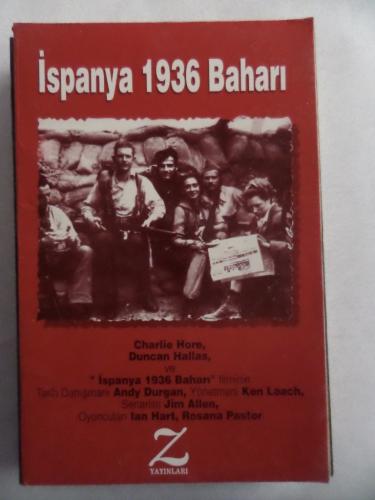 İspanya 1936 Baharı
Charlie Hore,
Duncan Hallas,
ve
" İspanya 1936 Baharı" filminin
Tarih Danışmanı Andy Durgan, Yönetmeni Ken Loach,
Senaristi Jim Allen,
Oyuncuları Ian Hart, Rosana Pastor
Z
YAYINLARI